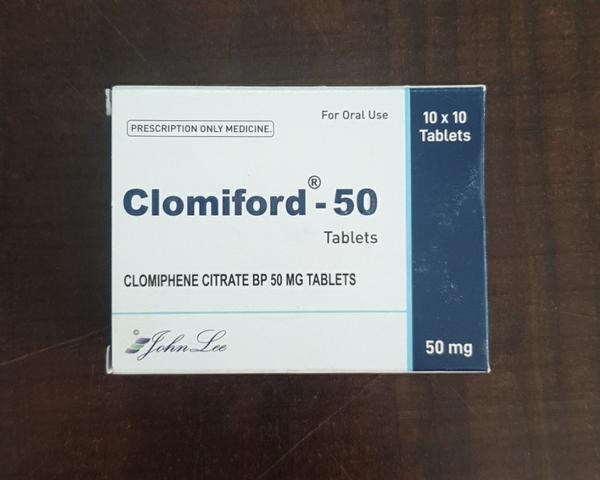 For Oral Use
PRESCRIPTION ONLY MEDICINE.
Clomiford® - 50
Tablets
CLOMIPHENE CITRATE BP 50 MG TABLETS
© John Lee
10 x 10
Tablets
50 mg